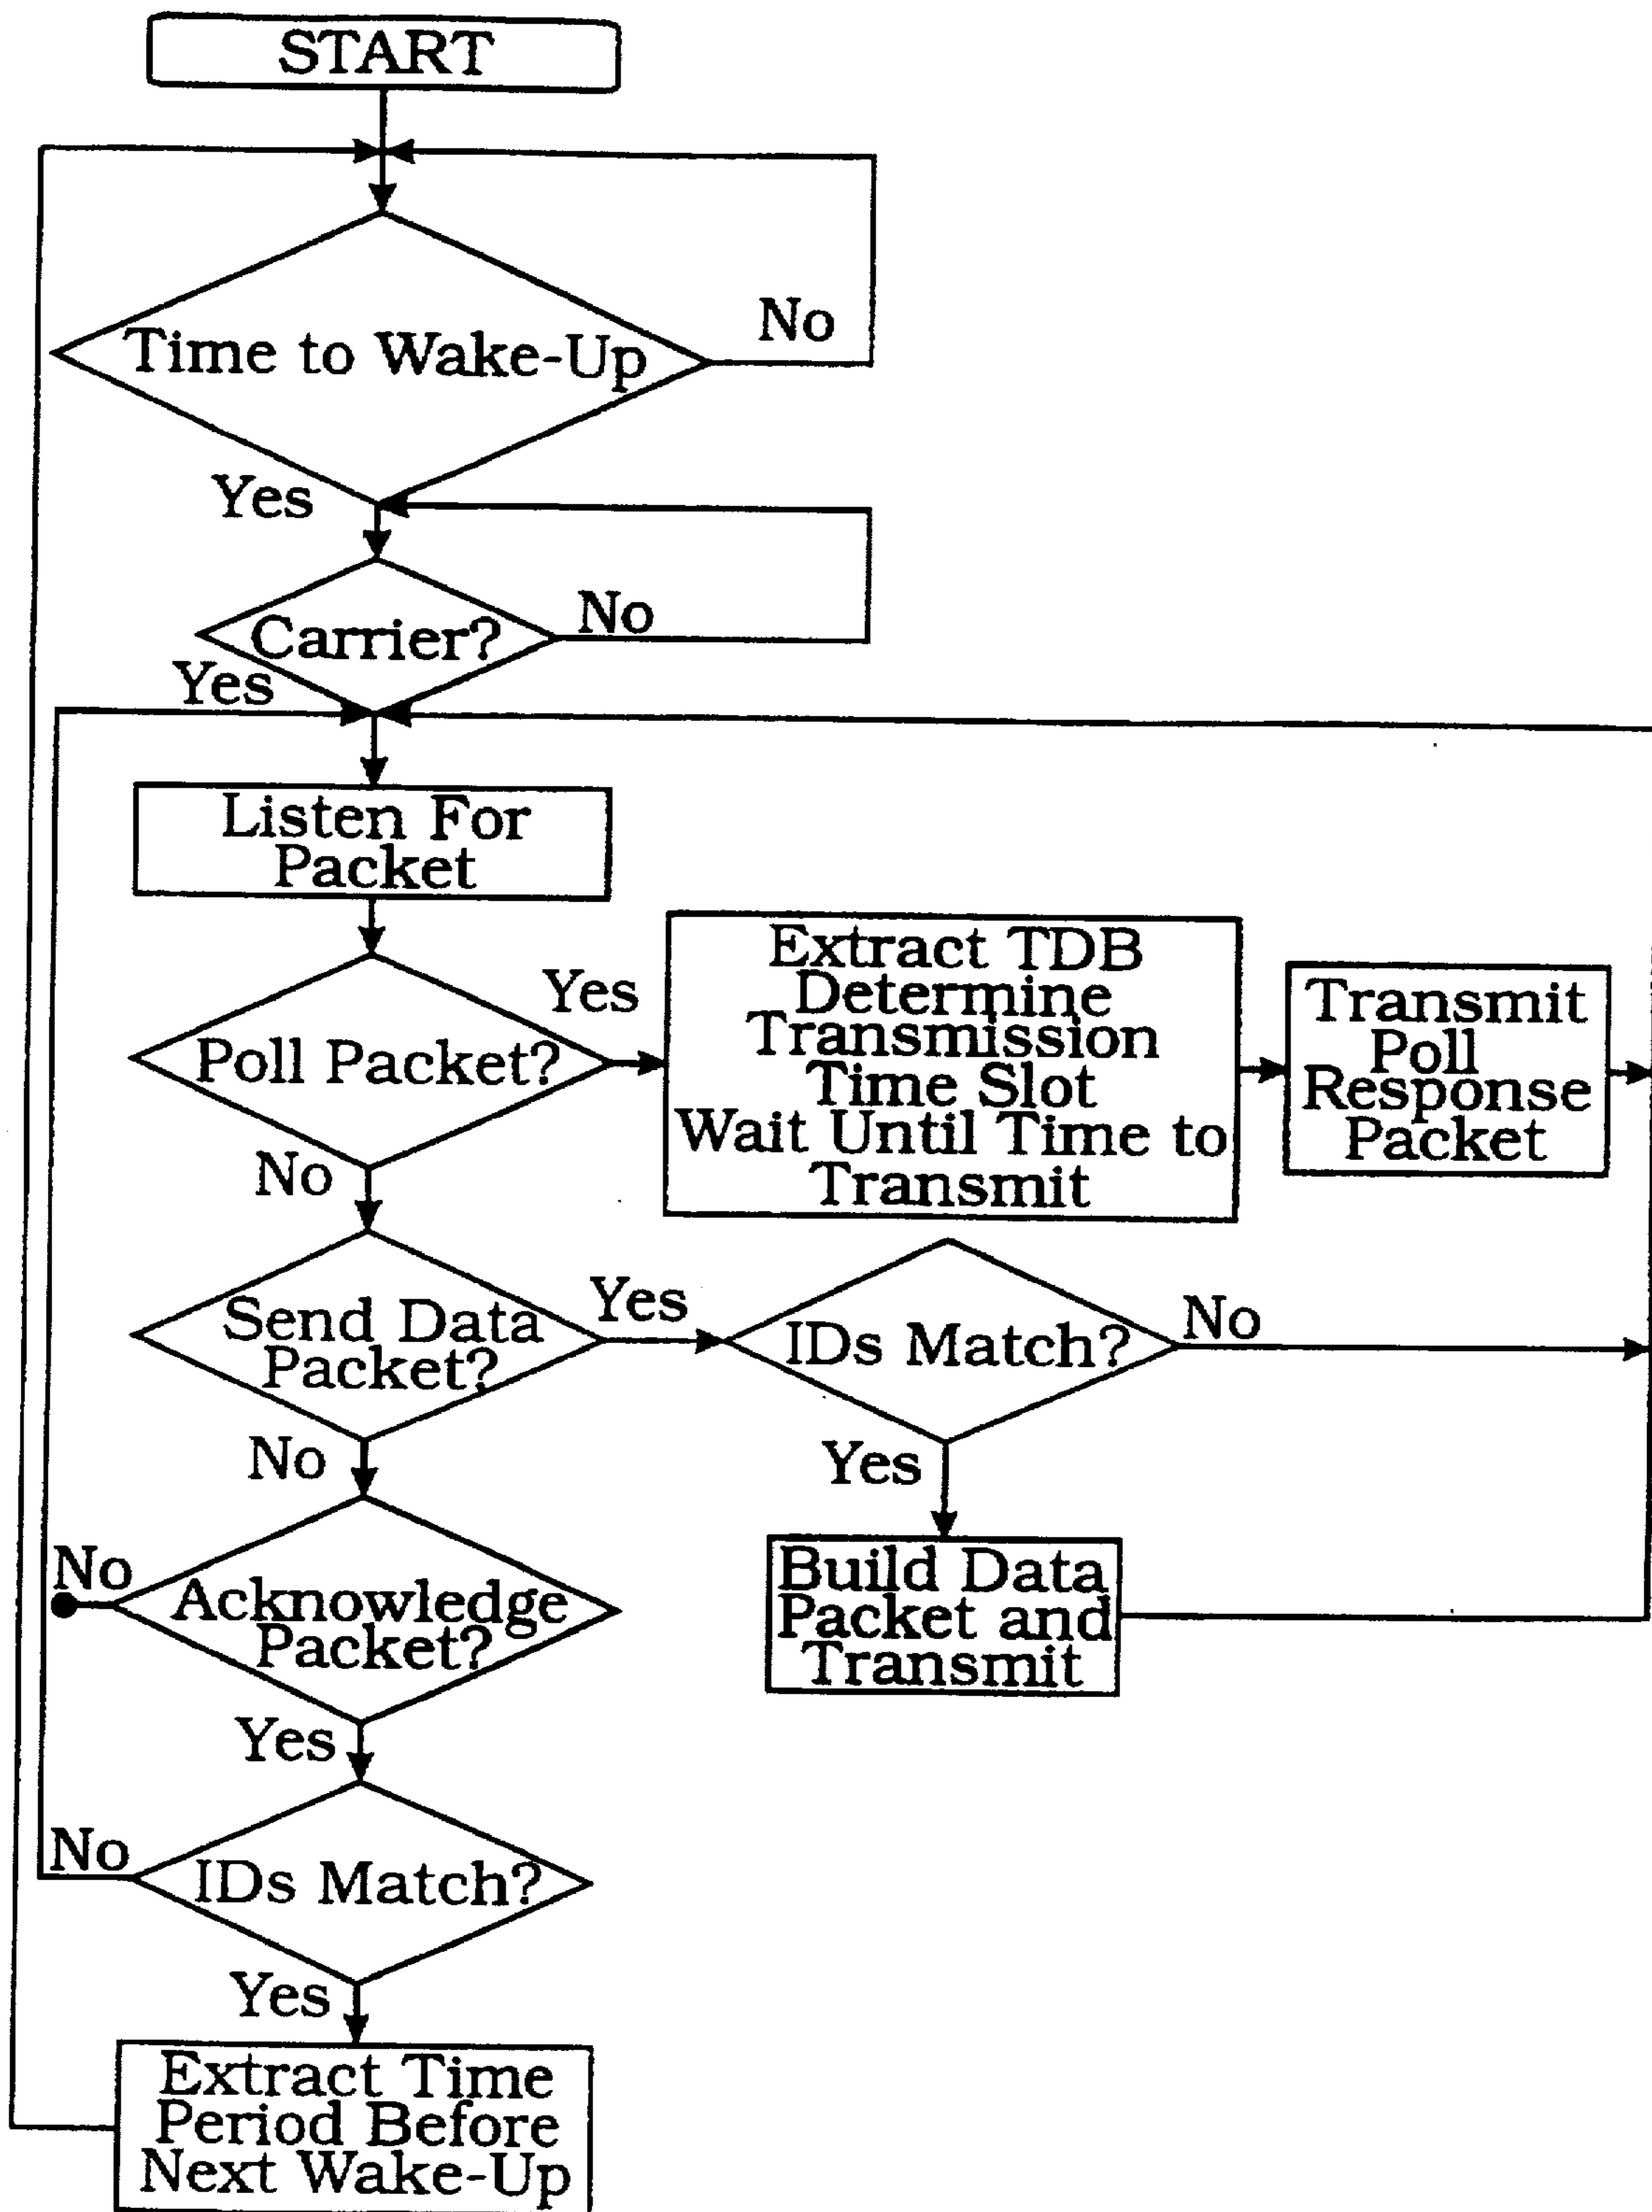 START
Time to Wake-Up
No
Yes
Carrier?
No
Yes
Listen For
Packet
Poll Packet?
Yes
No
Extract TDB
Determine
Transmission
Time Slot
Wait Until Time to
Transmit
Transmit
Poll
Response
Packet
Send Data
Packet?
Yes
No
IDs Match?
No
Yes
Build Data
Packet and
Transmit
Acknowledge
Packet?
No
Yes
IDs Match?
No
Yes
Extract Time
Period Before
Next Wake-Up